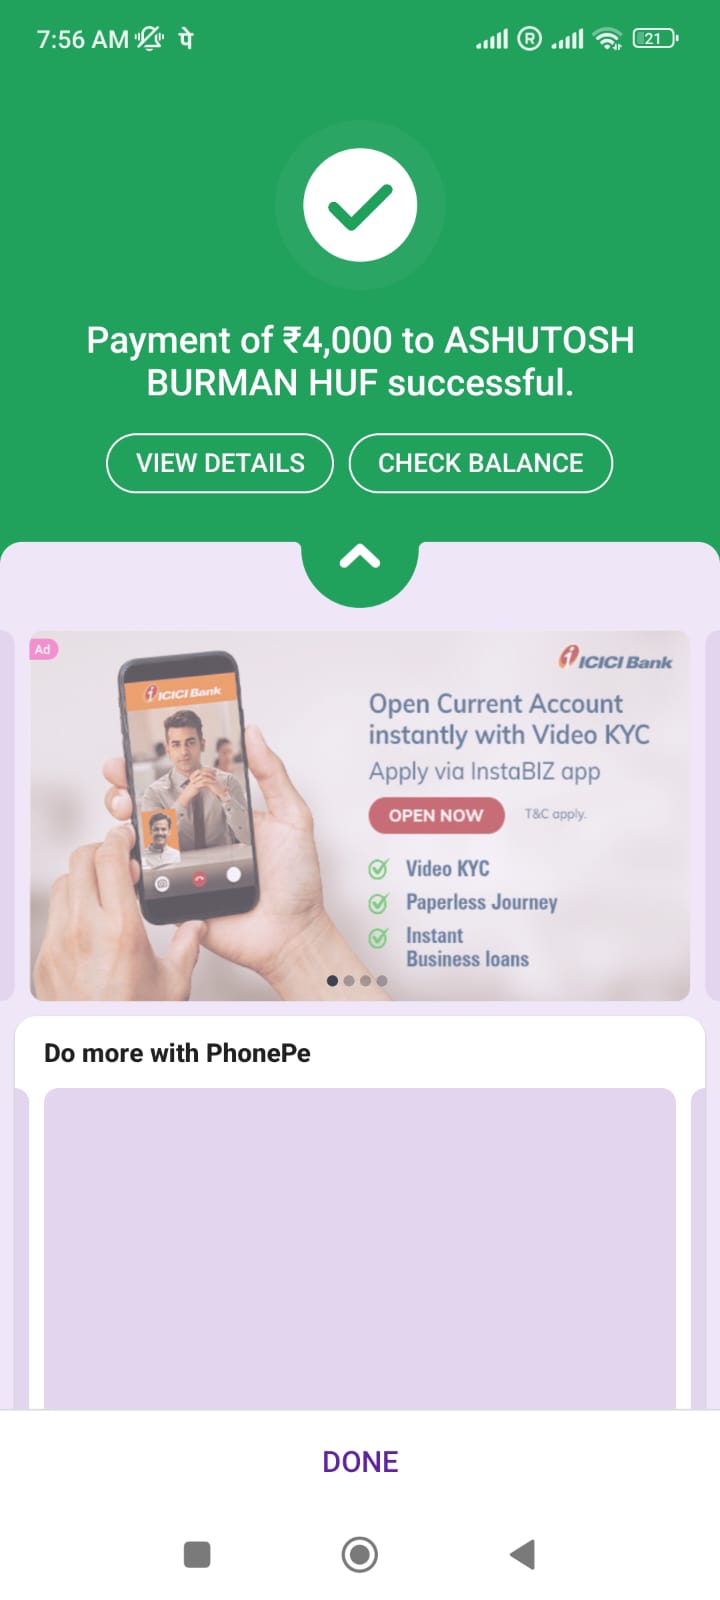 7:56 AM पे R 21
Payment of ₹4,000 to ASHUTOSH
BURMAN HUF successful.
VIEW DETAILS CHECK BALANCE
Ad
ICICI Bank
ICICI Bank
Open Current Account
instantly with Video KYC
Apply via InstaBIZ app
OPEN NOW T&C apply.
Video KYC
Paperless Journey
Instant
Business loans
Do more with PhonePe
DONE